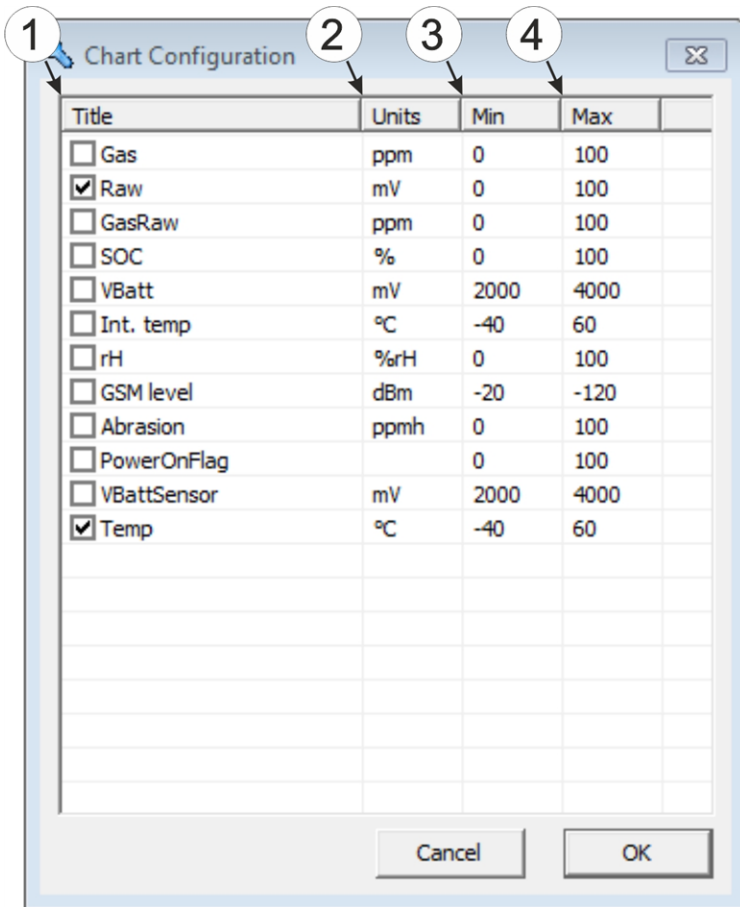 1 2 3 4
Chart Configuration
Title Units Min Max
Gas ppm 0 100
Raw mV 0 100
GasRaw ppm 0 100
SOC % 0 100
VBatt mV 2000 4000
Int. temp °C -40 60
rH %rH 0 100
GSM level dBm -20 -120
Abrasion ppmh 0 100
PowerOnFlag 0 100
VBattSensor mV 2000 4000
Temp °C -40 60
Cancel OK